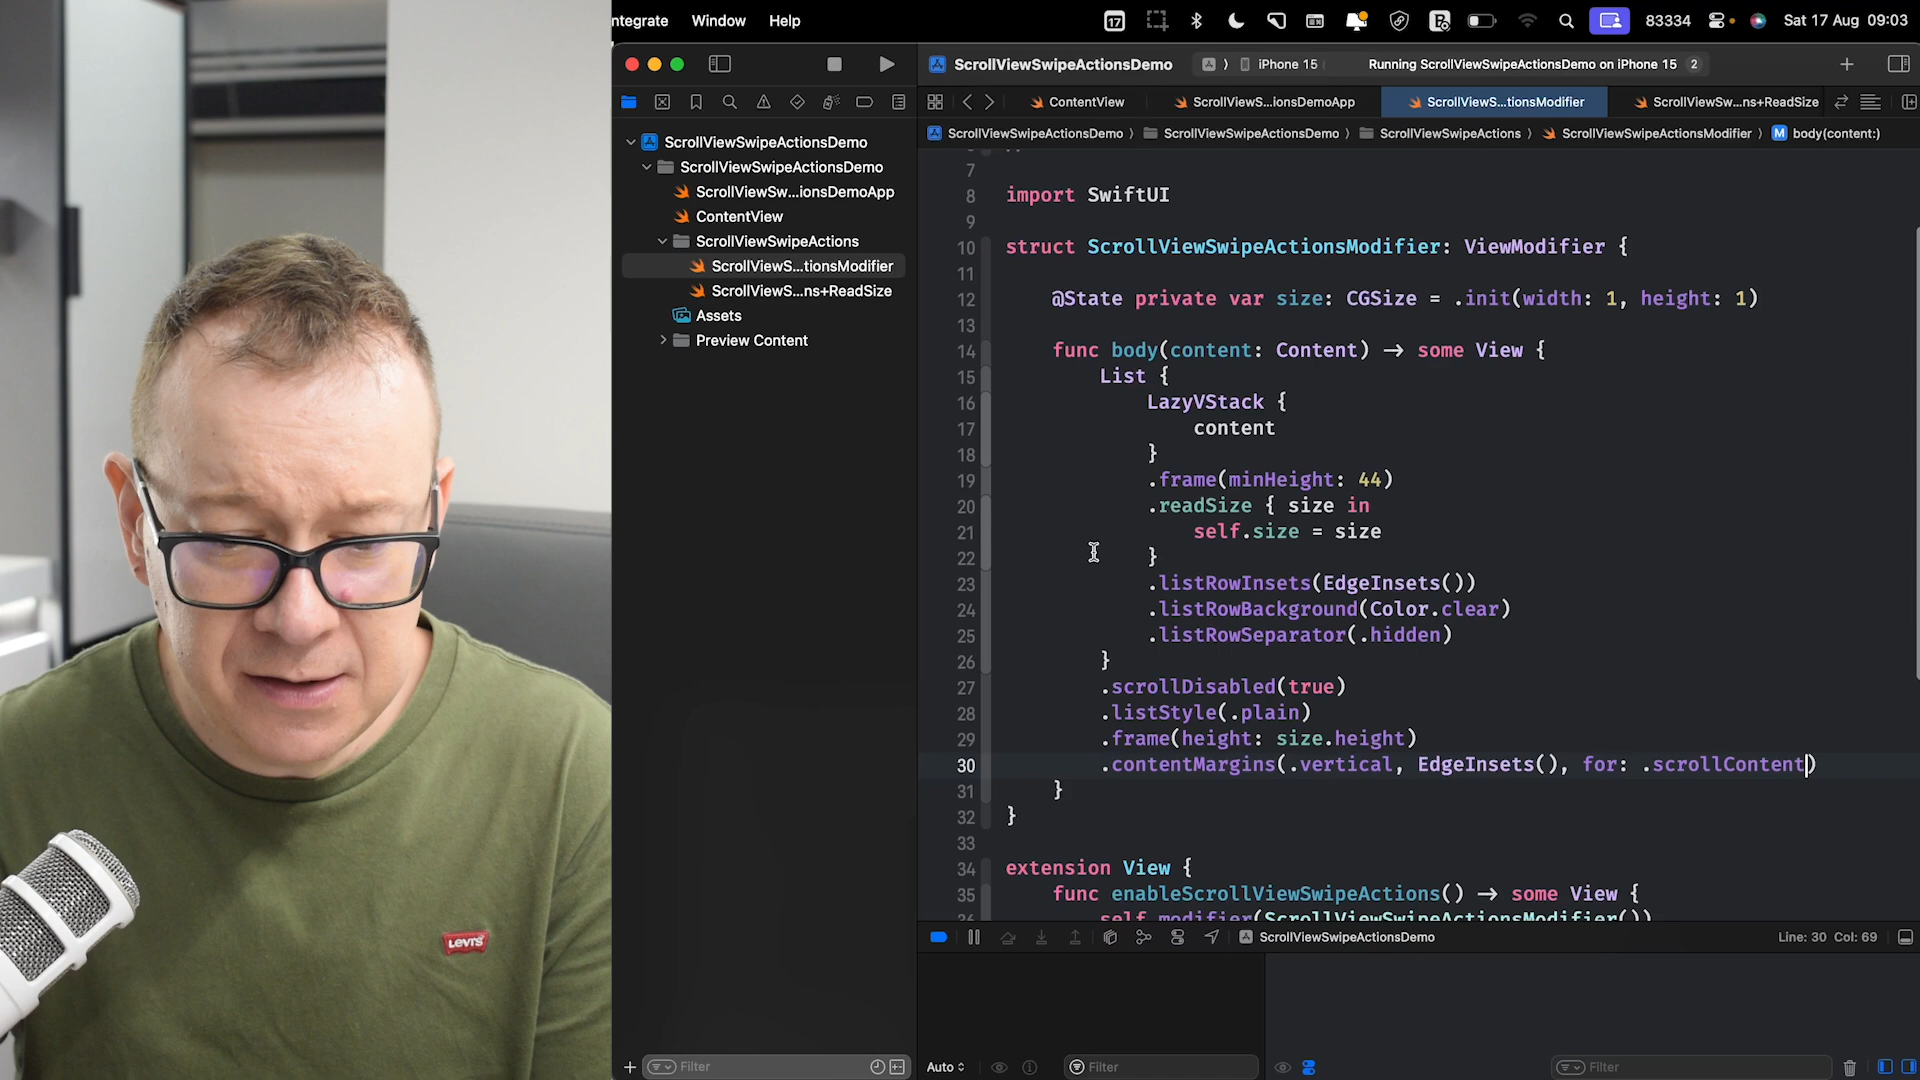 ntegrate Window Help
17
83334
Sat 17 Aug 09:03
ScrollViewSwipeActionsDemo
iPhone 15
Running ScrollViewSwipeActionsDemo on iPhone 15
2
ContentView
ScrollViewS...ionsDemoApp
ScrollViewS...tionsModifier
ScrollViewSw...ns+ReadSize
ScrollViewSwipeActionsDemo
ScrollViewSwipeActionsDemo
ScrollViewSwipeActions
ScrollViewSwipeActionsModifier
M body(content:)
ScrollViewSwipeActionsDemo
ScrollViewSwipeActionsDemo
ScrollViewSw...ionsDemoApp
ContentView
ScrollViewSwipeActions
ScrollViewS...tionsModifier
ScrollViewS...ns+ReadSize
Assets
Preview Content
7
8 import SwiftUI
9
10 struct ScrollViewSwipeActionsModifier: ViewModifier {
11
12 @State private var size: CGSize = .init(width: 1, height: 1)
13
14 func body(content: Content) -> some View {
15 List {
16 LazyVStack {
17 content
18 }
19 .frame(minHeight: 44)
20 .readSize { size in
21 self.size = size
22 }
23 .listRowInsets(EdgeInsets())
24 .listRowBackground(Color.clear)
25 .listRowSeparator(.hidden)
26 }
27 .scrollDisabled(true)
28 .listStyle(.plain)
29 .frame(height: size.height)
30 .contentMargins(.vertical, EdgeInsets(), for: .scrollContent)
31 }
32 }
33
34 extension View {
35 func enableScrollViewSwipeActions() -> some View {
36 self.modifier(ScrollViewSwipeActionsModifier())
ScrollViewSwipeActionsDemo
Line: 30 Col: 69
Filter
Auto
Filter
Filter
LEVI'S